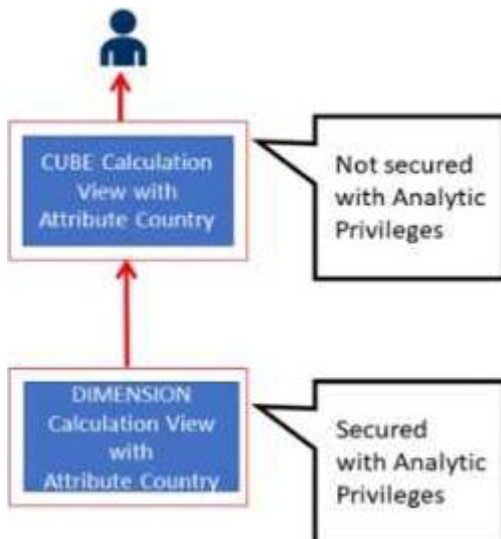 CUBE Calculation
View with
Attribute Country
Not secured
with Analytic
Privileges
DIMENSION
Calculation View
with
Attribute Country
Secured
with Analytic
Privileges